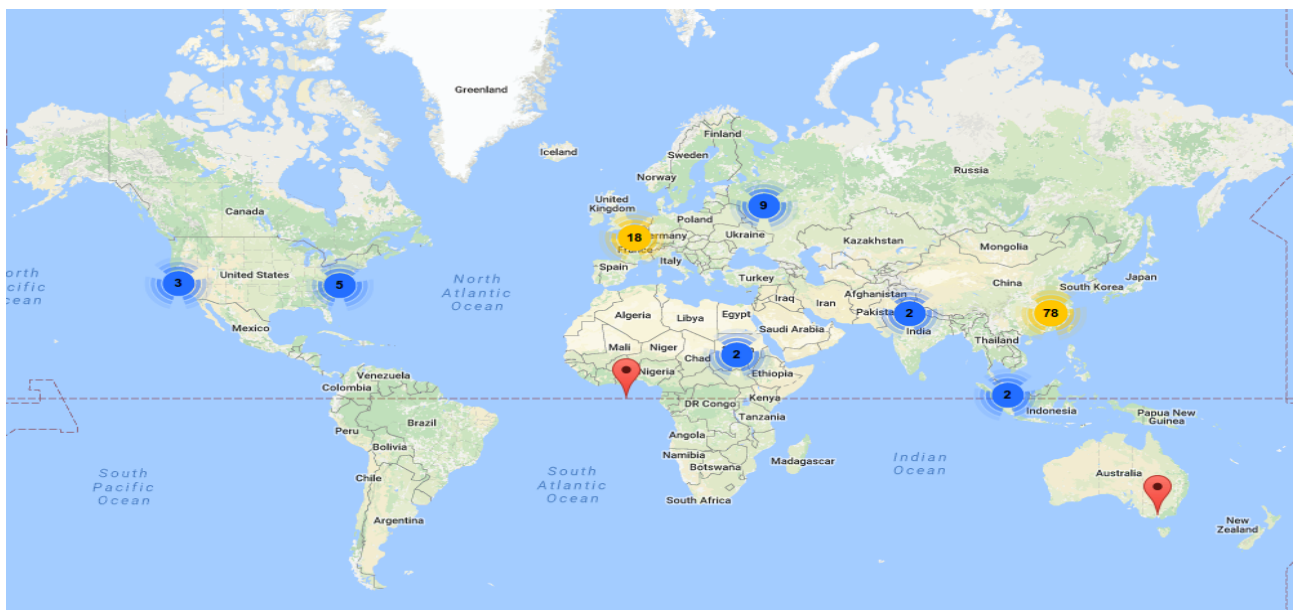 Greenland
Iceland
Finland
Sweden
Norway
Russia
United
Kingdom
Canada
9
Poland
18
Germany
Ukraine
France
Kazakhstan
Mongolia
North
Atlantic
Ocean
Italy
Spain
Turkey
Japan
China
South Korea
3
United States
5
Iraq
Iran
Afghanistan
Pakistan
2
India
78
Mexico
Algeria
Libya
Egypt
Saudi Arabia
Thailand
Mali
Niger
Chad
2
Nigeria
Ethiopia
Venezuela
Colombia
DR Congo
Kenya
Tanzania
2
Indonesia
Papua New
Guinea
Peru
Brazil
Bolivia
Angola
Namibia
Botswana
Madagascar
Indian
Ocean
Australia
South
Pacific
Ocean
Chile
South
Atlantic
Ocean
South Africa
Argentina
New
Zealand